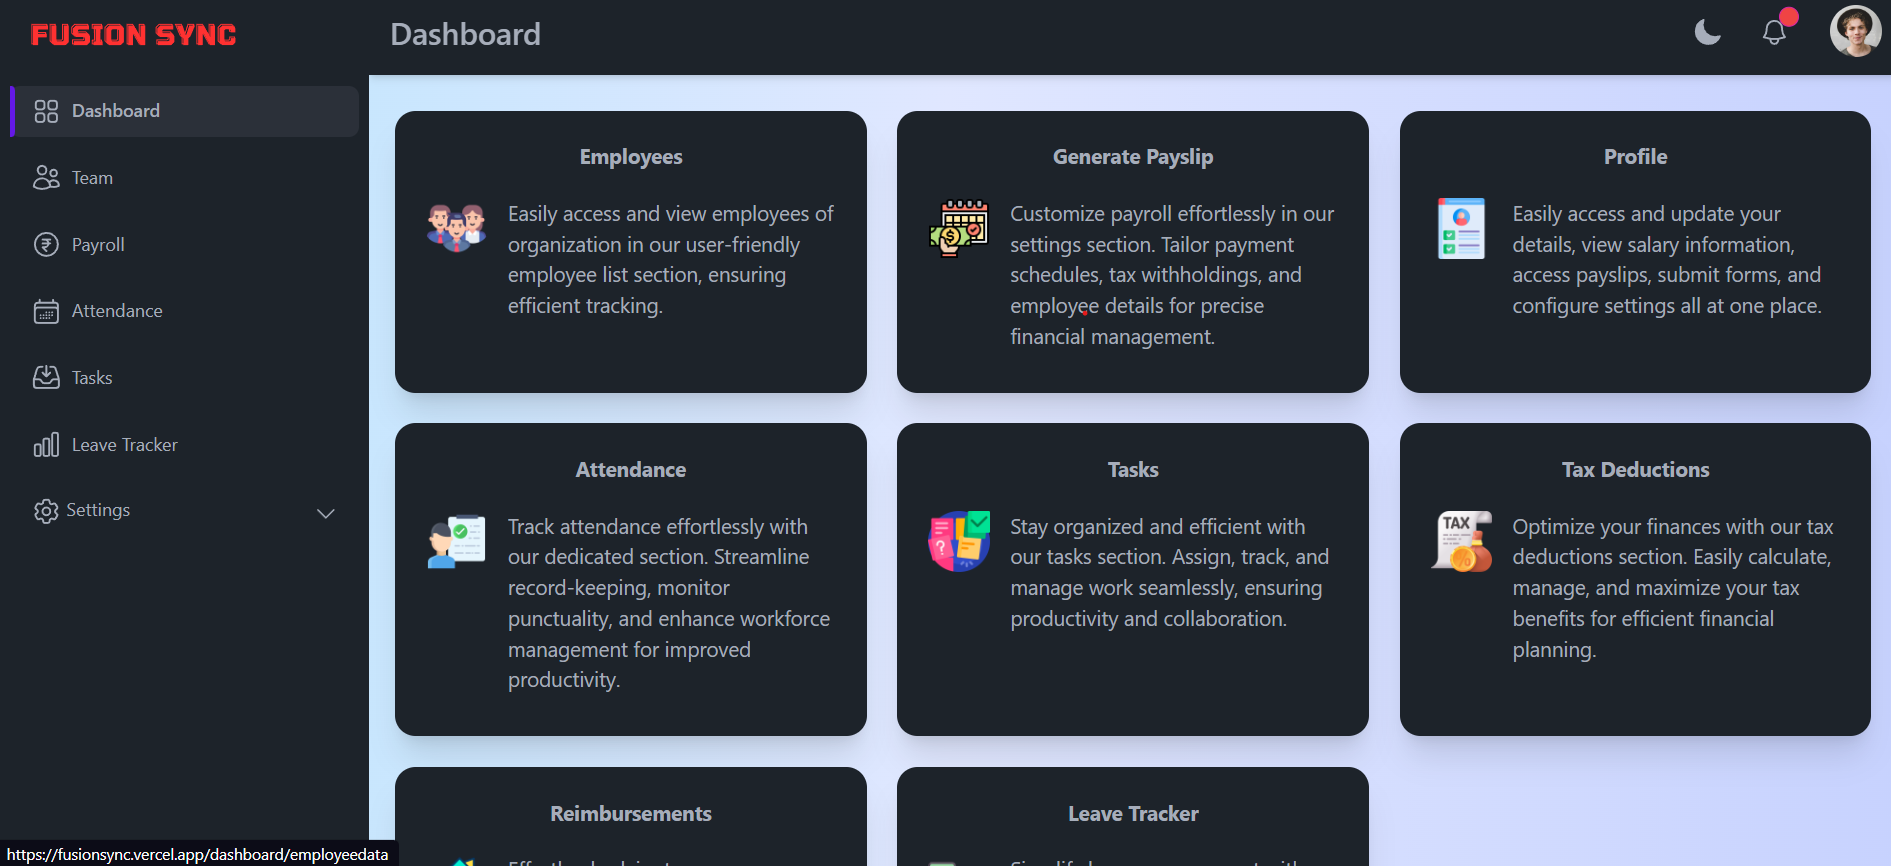 FUSION SYNC
Dashboard
Dashboard
Team
Payroll
Attendance
Tasks
Leave Tracker
Settings
Employees
Easily access and view employees of
organization in our user-friendly
employee list section, ensuring
efficient tracking.
Generate Payslip
Customize payroll effortlessly in our
settings section. Tailor payment
schedules, tax withholdings, and
employee details for precise
financial management.
Profile
Easily access and update your
details, view salary information,
access payslips, submit forms, and
configure settings all at one place.
Attendance
Track attendance effortlessly with
our dedicated section. Streamline
record-keeping, monitor
punctuality, and enhance workforce
management for improved
productivity.
Tasks
Stay organized and efficient with
our tasks section. Assign, track, and
manage work seamlessly, ensuring
productivity and collaboration.
Tax Deductions
TAX
Optimize your finances with our tax
deductions section. Easily calculate,
manage, and maximize your tax
benefits for efficient financial
planning.
Reimbursements
Leave Tracker
https://fusionsync.vercel.app/dashboard/employeedata